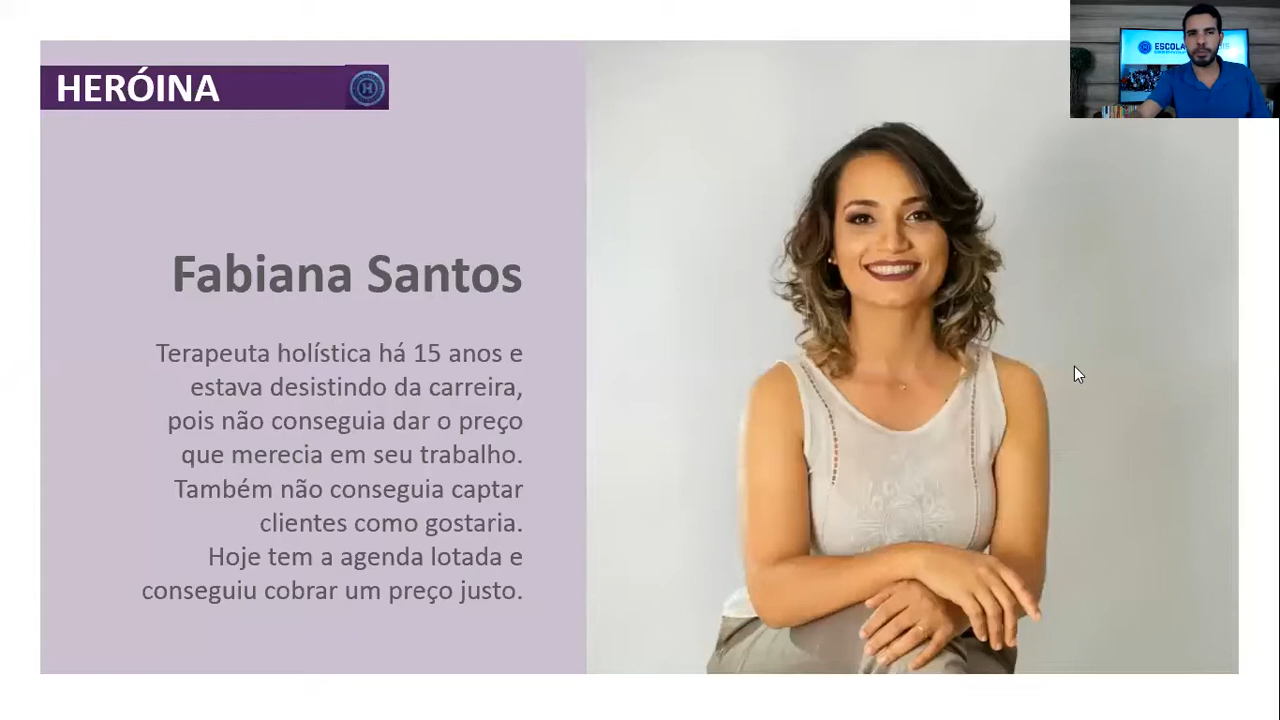 HERÓINA
H
Fabiana Santos
Terapeuta holística há 15 anos e
estava desistindo da carreira,
pois não conseguia dar o preço
que merecia em seu trabalho.
Também não conseguia captar
clientes como gostaria.
Hoje tem a agenda lotada e
conseguiu cobrar um preço justo.
ESCOLA